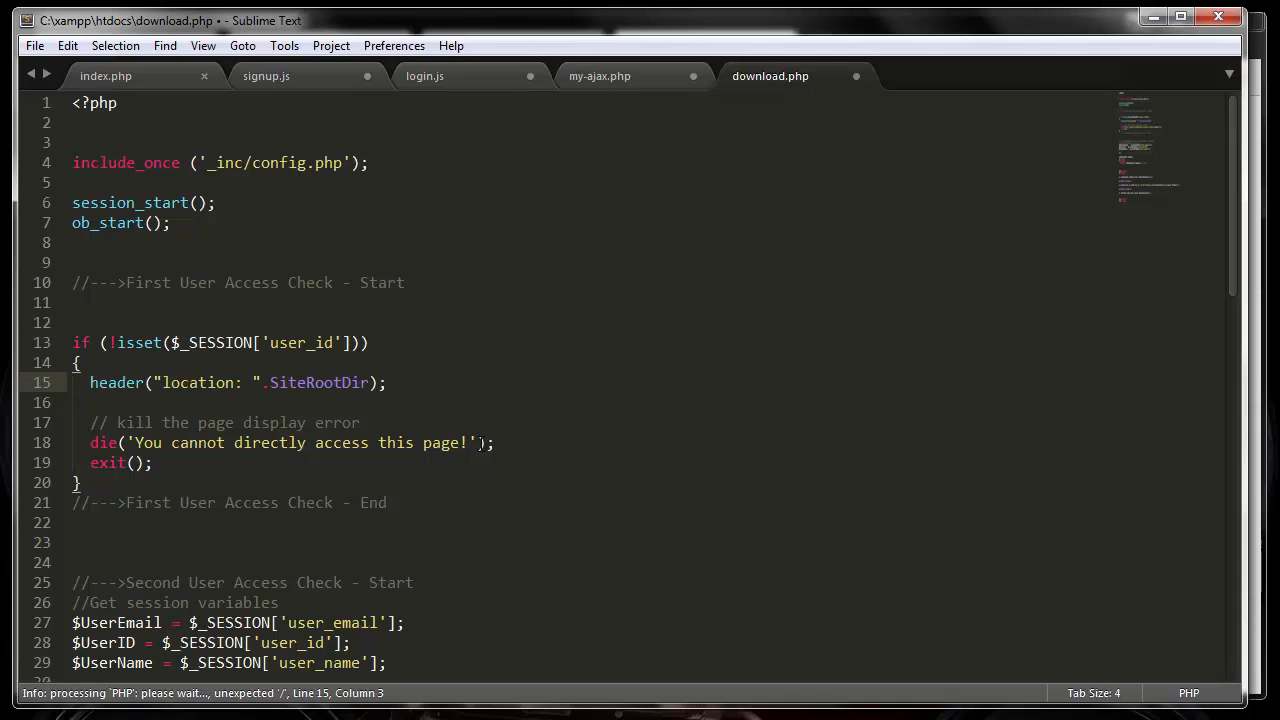 C:\xampp\htdocs\download.php • - Sublime Text
File Edit Selection Find View Goto Tools Project Preferences Help
index.php × signup.js login.js my-ajax.php download.php
1 <?php
2
3
4 include_once ('_inc/config.php');
5
6 session_start();
7 ob_start();
8
9
10 //--->First User Access Check - Start
11
12
13 if (!isset($_SESSION['user_id']))
14 {
15 header("location: ".SiteRootDir);
16
17 // kill the page display error
18 die('You cannot directly access this page!');
19 exit();
20 }
21 //--->First User Access Check - End
22
23
24
25 //--->Second User Access Check - Start
26 //Get session variables
27 $UserEmail = $_SESSION['user_email'];
28 $UserID = $_SESSION['user_id'];
29 $UserName = $_SESSION['user_name'];
Info: processing `PHP`: please wait..., unexpected '/', Line 15, Column 3 Tab Size: 4 PHP